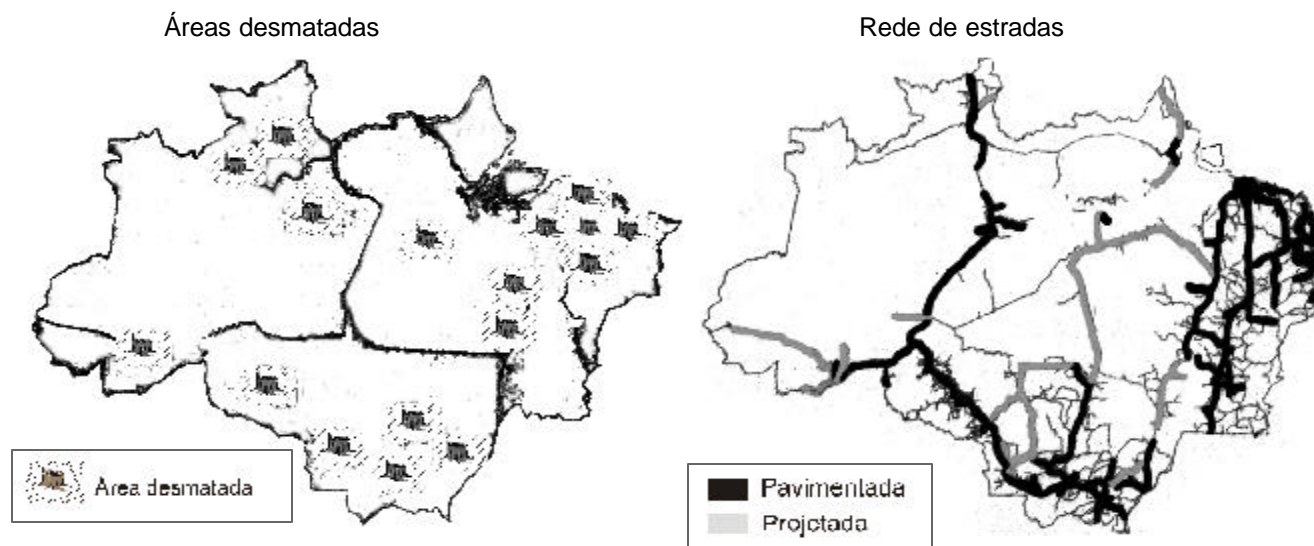 Áreas desmatadas
Rede de estradas
Área desmatada
Pavimentada
Projetada